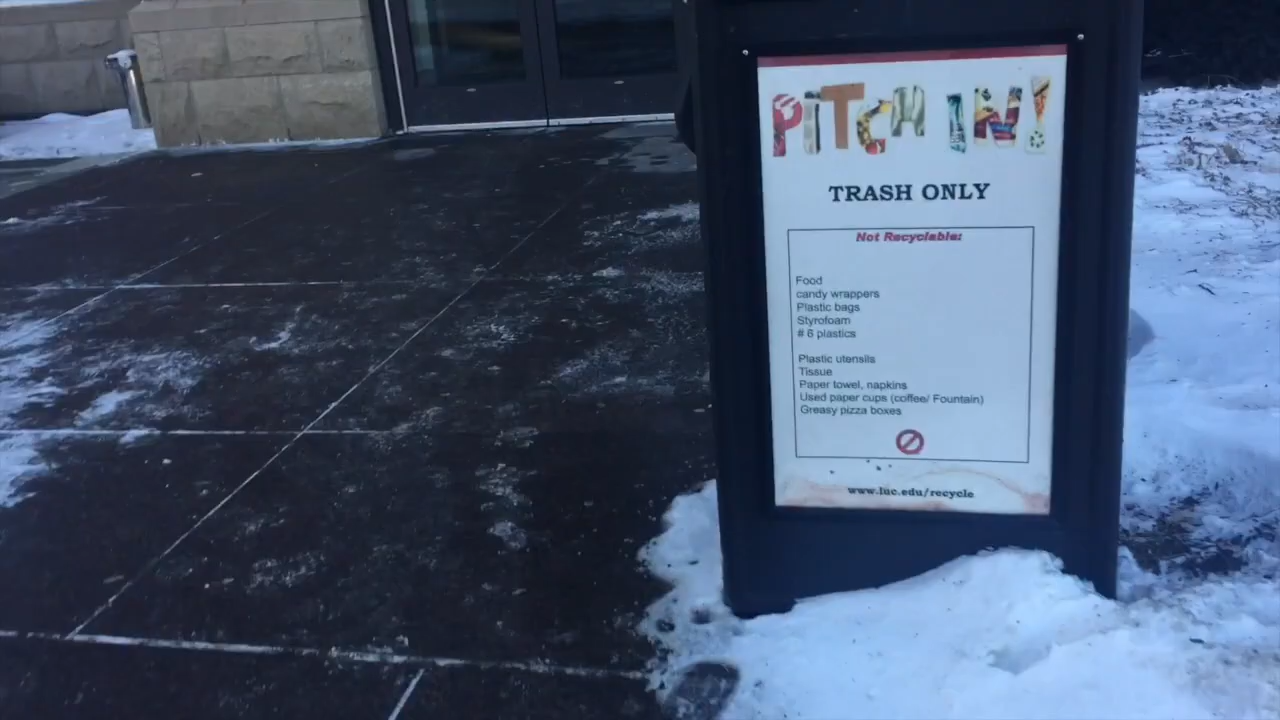 PITCH IN!
TRASH ONLY
Not Recyclable:
Food
candy wrappers
Plastic bags
Styrofoam
# 6 plastics
Plastic utensils
Tissue
Paper towel, napkins
Used paper cups (coffee/ Fountain)
Greasy pizza boxes
www.luc.edu/recycle